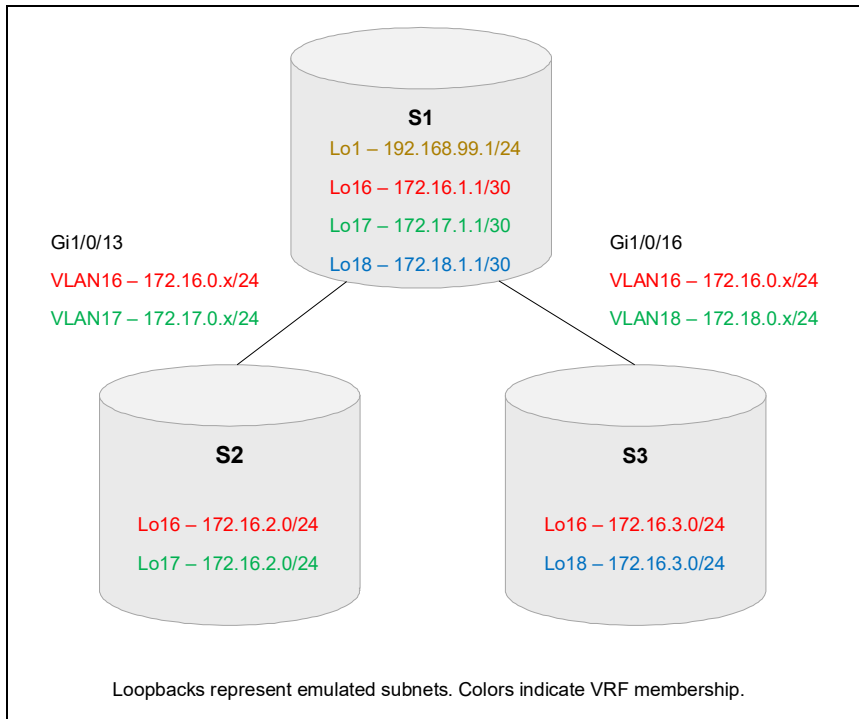 S1
Lo1 – 192.168.99.1/24
Lo16 – 172.16.1.1/30
Lo17 – 172.17.1.1/30
Lo18 – 172.18.1.1/30
Gi1/0/13
VLAN16 – 172.16.0.x/24
VLAN17 – 172.17.0.x/24
Gi1/0/16
VLAN16 – 172.16.0.x/24
VLAN18 – 172.18.0.x/24
S2
Lo16 – 172.16.2.0/24
Lo17 – 172.16.2.0/24
S3
Lo16 – 172.16.3.0/24
Lo18 – 172.16.3.0/24
Loopbacks represent emulated subnets. Colors indicate VRF membership.